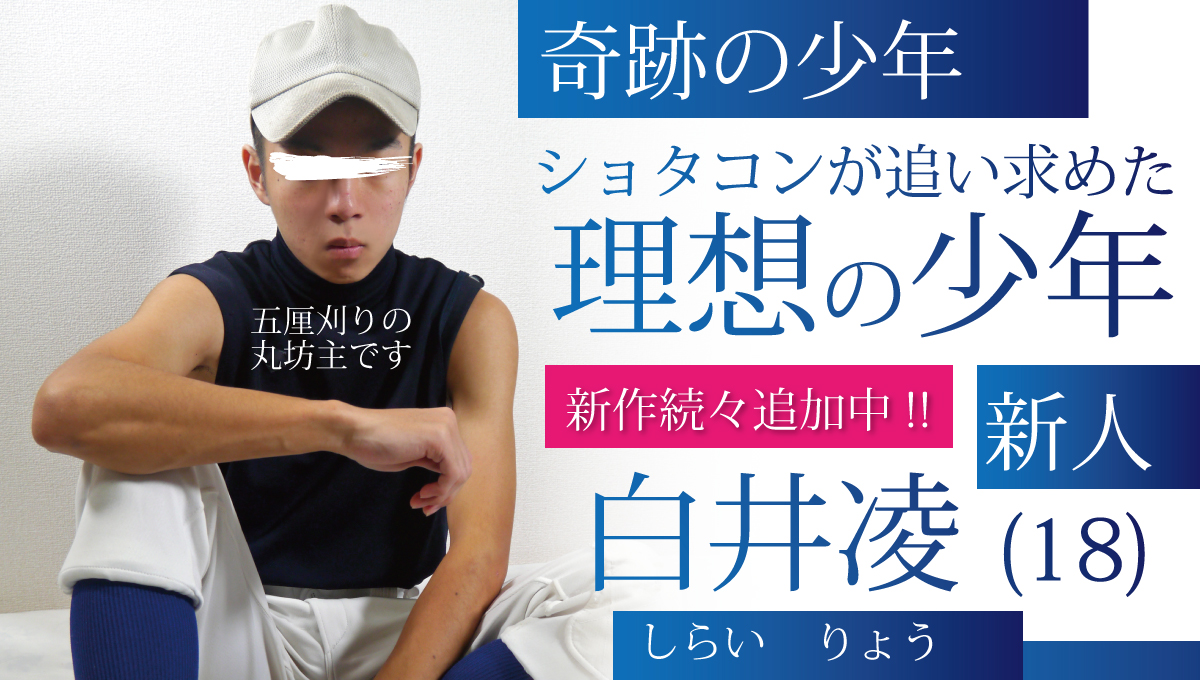 奇跡の少年
ショタコンが追い求めた
理想の少年
五厘刈りの
丸坊主です
新作続々追加中!!
新人
白井凌 (18)
しらい りょう